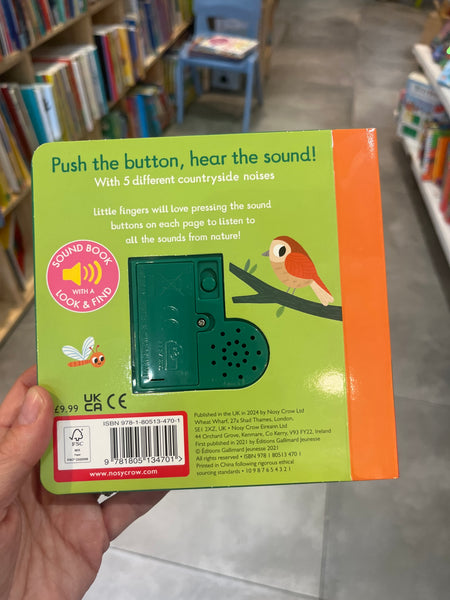 Push the button, hear the sound!
With 5 different countryside noises
Little fingers will love pressing the sound
buttons on each page to listen to
all the sounds from nature!
SOUND BOOK
WITH A
LOOK & FIND
£9.99 UK CA CE
FSC
ISBN 978-1-80513-470-1
9 781805 134701 >
www.nosycrow.com
Published in the UK in 2024 by Nosy Crow Ltd
Wheat Wharf, 27a Shad Thames, London,
SE1 2XZ, UK • Nosy Crow Eireann Ltd
44 Orchard Grove, Kenmare, Co Kerry, V93 FY22, Ireland
First published in 2021 by Editions Gallimard Jeunesse
© Éditions Gallimard Jeunesse 2021
• ISBN 978 1 80513 470 1
Printed in China following rigorous ethical
sourcing standards • 10 9 8 7 6 5 4 3 2 1